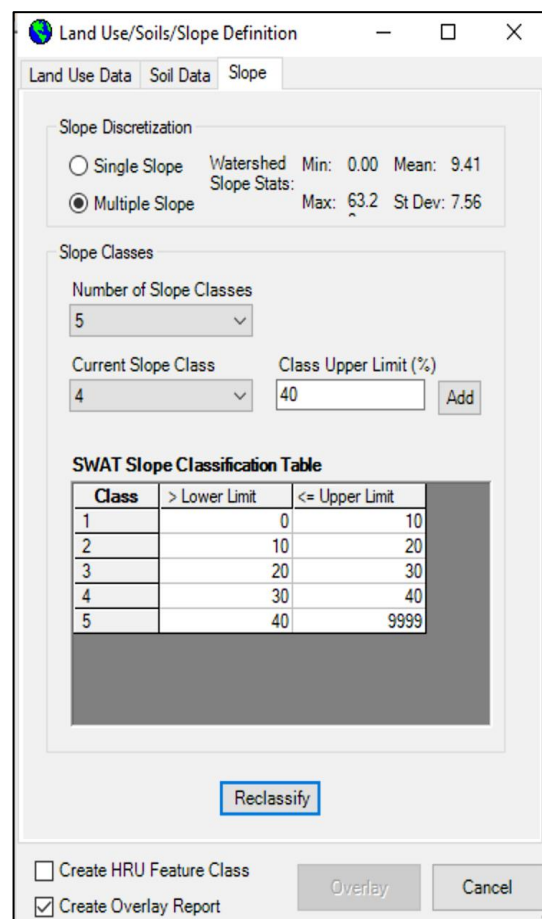 Land Use/Soils/Slope Definition
Land Use Data Soil Data Slope
Slope Discretization
Single Slope
Multiple Slope
Watershed Slope Stats:
Min: 0.00 Mean: 9.41
Max: 63.2 St Dev: 7.56
Slope Classes
Number of Slope Classes
5
Current Slope Class Class Upper Limit (%)
4 40 Add
SWAT Slope Classification Table
Class > Lower Limit <= Upper Limit
1 0 10
2 10 20
3 20 30
4 30 40
5 40 9999
Reclassify
Create HRU Feature Class
Create Overlay Report
Overlay Cancel